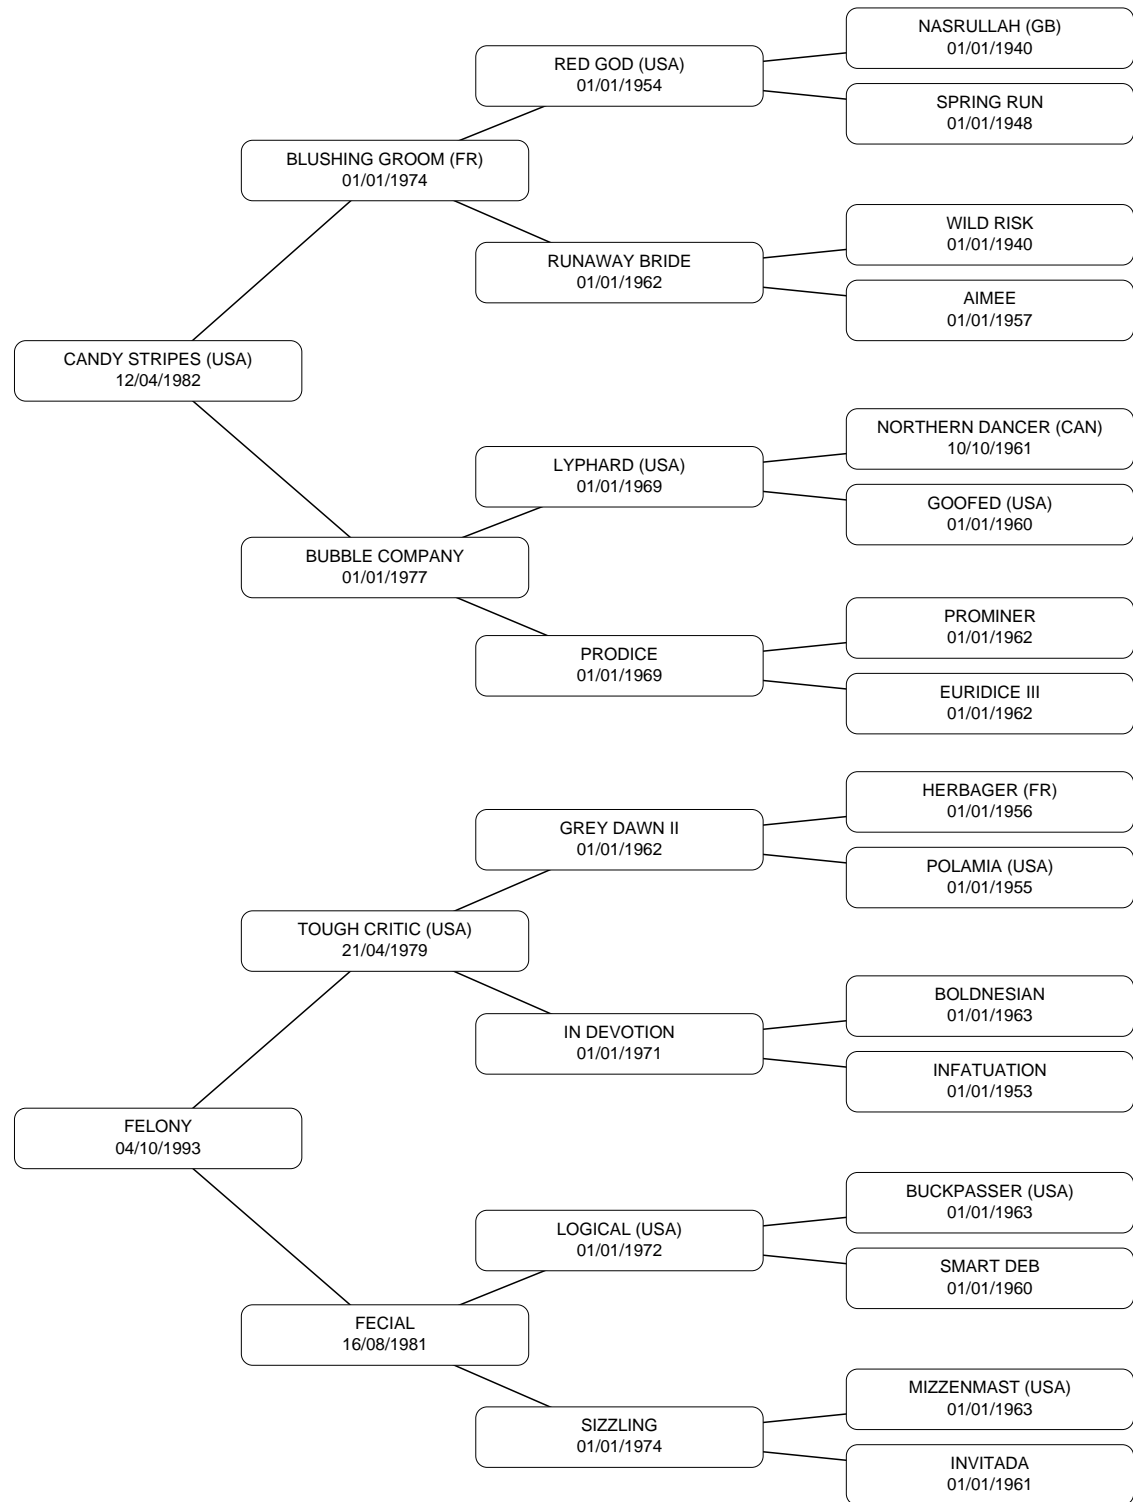 NASRULLAH (GB)
01/01/1940
RED GOD (USA)
01/01/1954
SPRING RUN
01/01/1948
BLUSHING GROOM (FR)
01/01/1974
WILD RISK
01/01/1940
RUNAWAY BRIDE
01/01/1962
AIMEE
01/01/1957
CANDY STRIPES (USA)
12/04/1982
NORTHERN DANCER (CAN)
10/10/1961
LYPHARD (USA)
01/01/1969
GOOFED (USA)
01/01/1960
BUBBLE COMPANY
01/01/1977
PROMINER
01/01/1962
PRODICE
01/01/1969
EURIDICE III
01/01/1962
HERBAGER (FR)
01/01/1956
GREY DAWN II
01/01/1962
POLAMIA (USA)
01/01/1955
TOUGH CRITIC (USA)
21/04/1979
BOLDNESIAN
01/01/1963
IN DEVOTION
01/01/1971
INFATUATION
01/01/1953
FELONY
04/10/1993
BUCKPASSER (USA)
01/01/1963
LOGICAL (USA)
01/01/1972
SMART DEB
01/01/1960
FECIAL
16/08/1981
MIZZENMAST (USA)
01/01/1963
SIZZLING
01/01/1974
INVITADA
01/01/1961